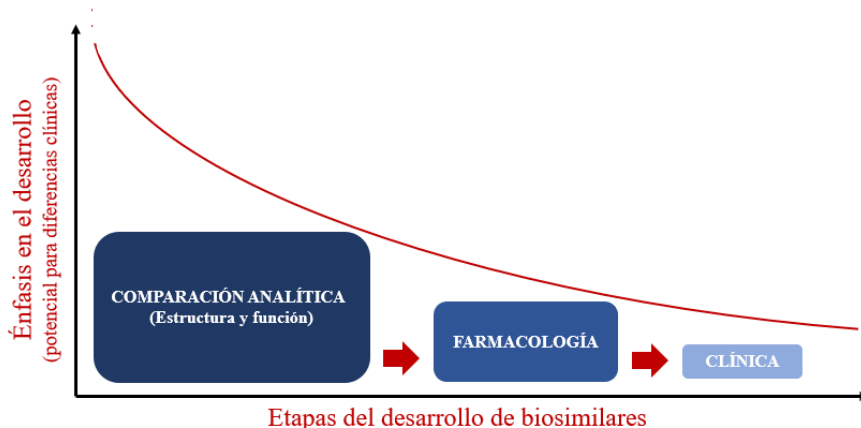 Énfasis en el desarrollo
(potencial para diferencias clínicas)
COMPARACIÓN ANALÍTICA
(Estructura y función)
FARMACOLOGÍA
CLÍNICA
Etapas del desarrollo de biosimilares